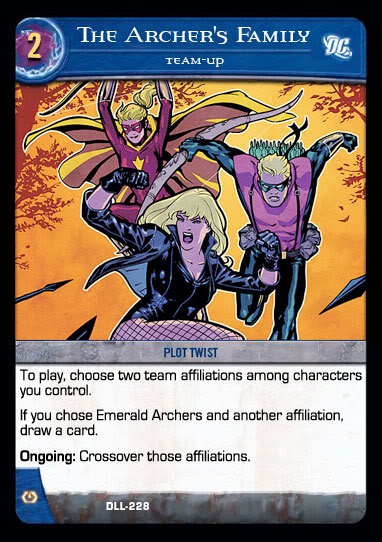 2
THE ARCHER'S FAMILY
TEAM-UP
DC
PLOT TWIST
To play, choose two team affiliations among characters
you control.
If you chose Emerald Archers and another affiliation,
draw a card.
Ongoing: Crossover those affiliations.
DLL-228